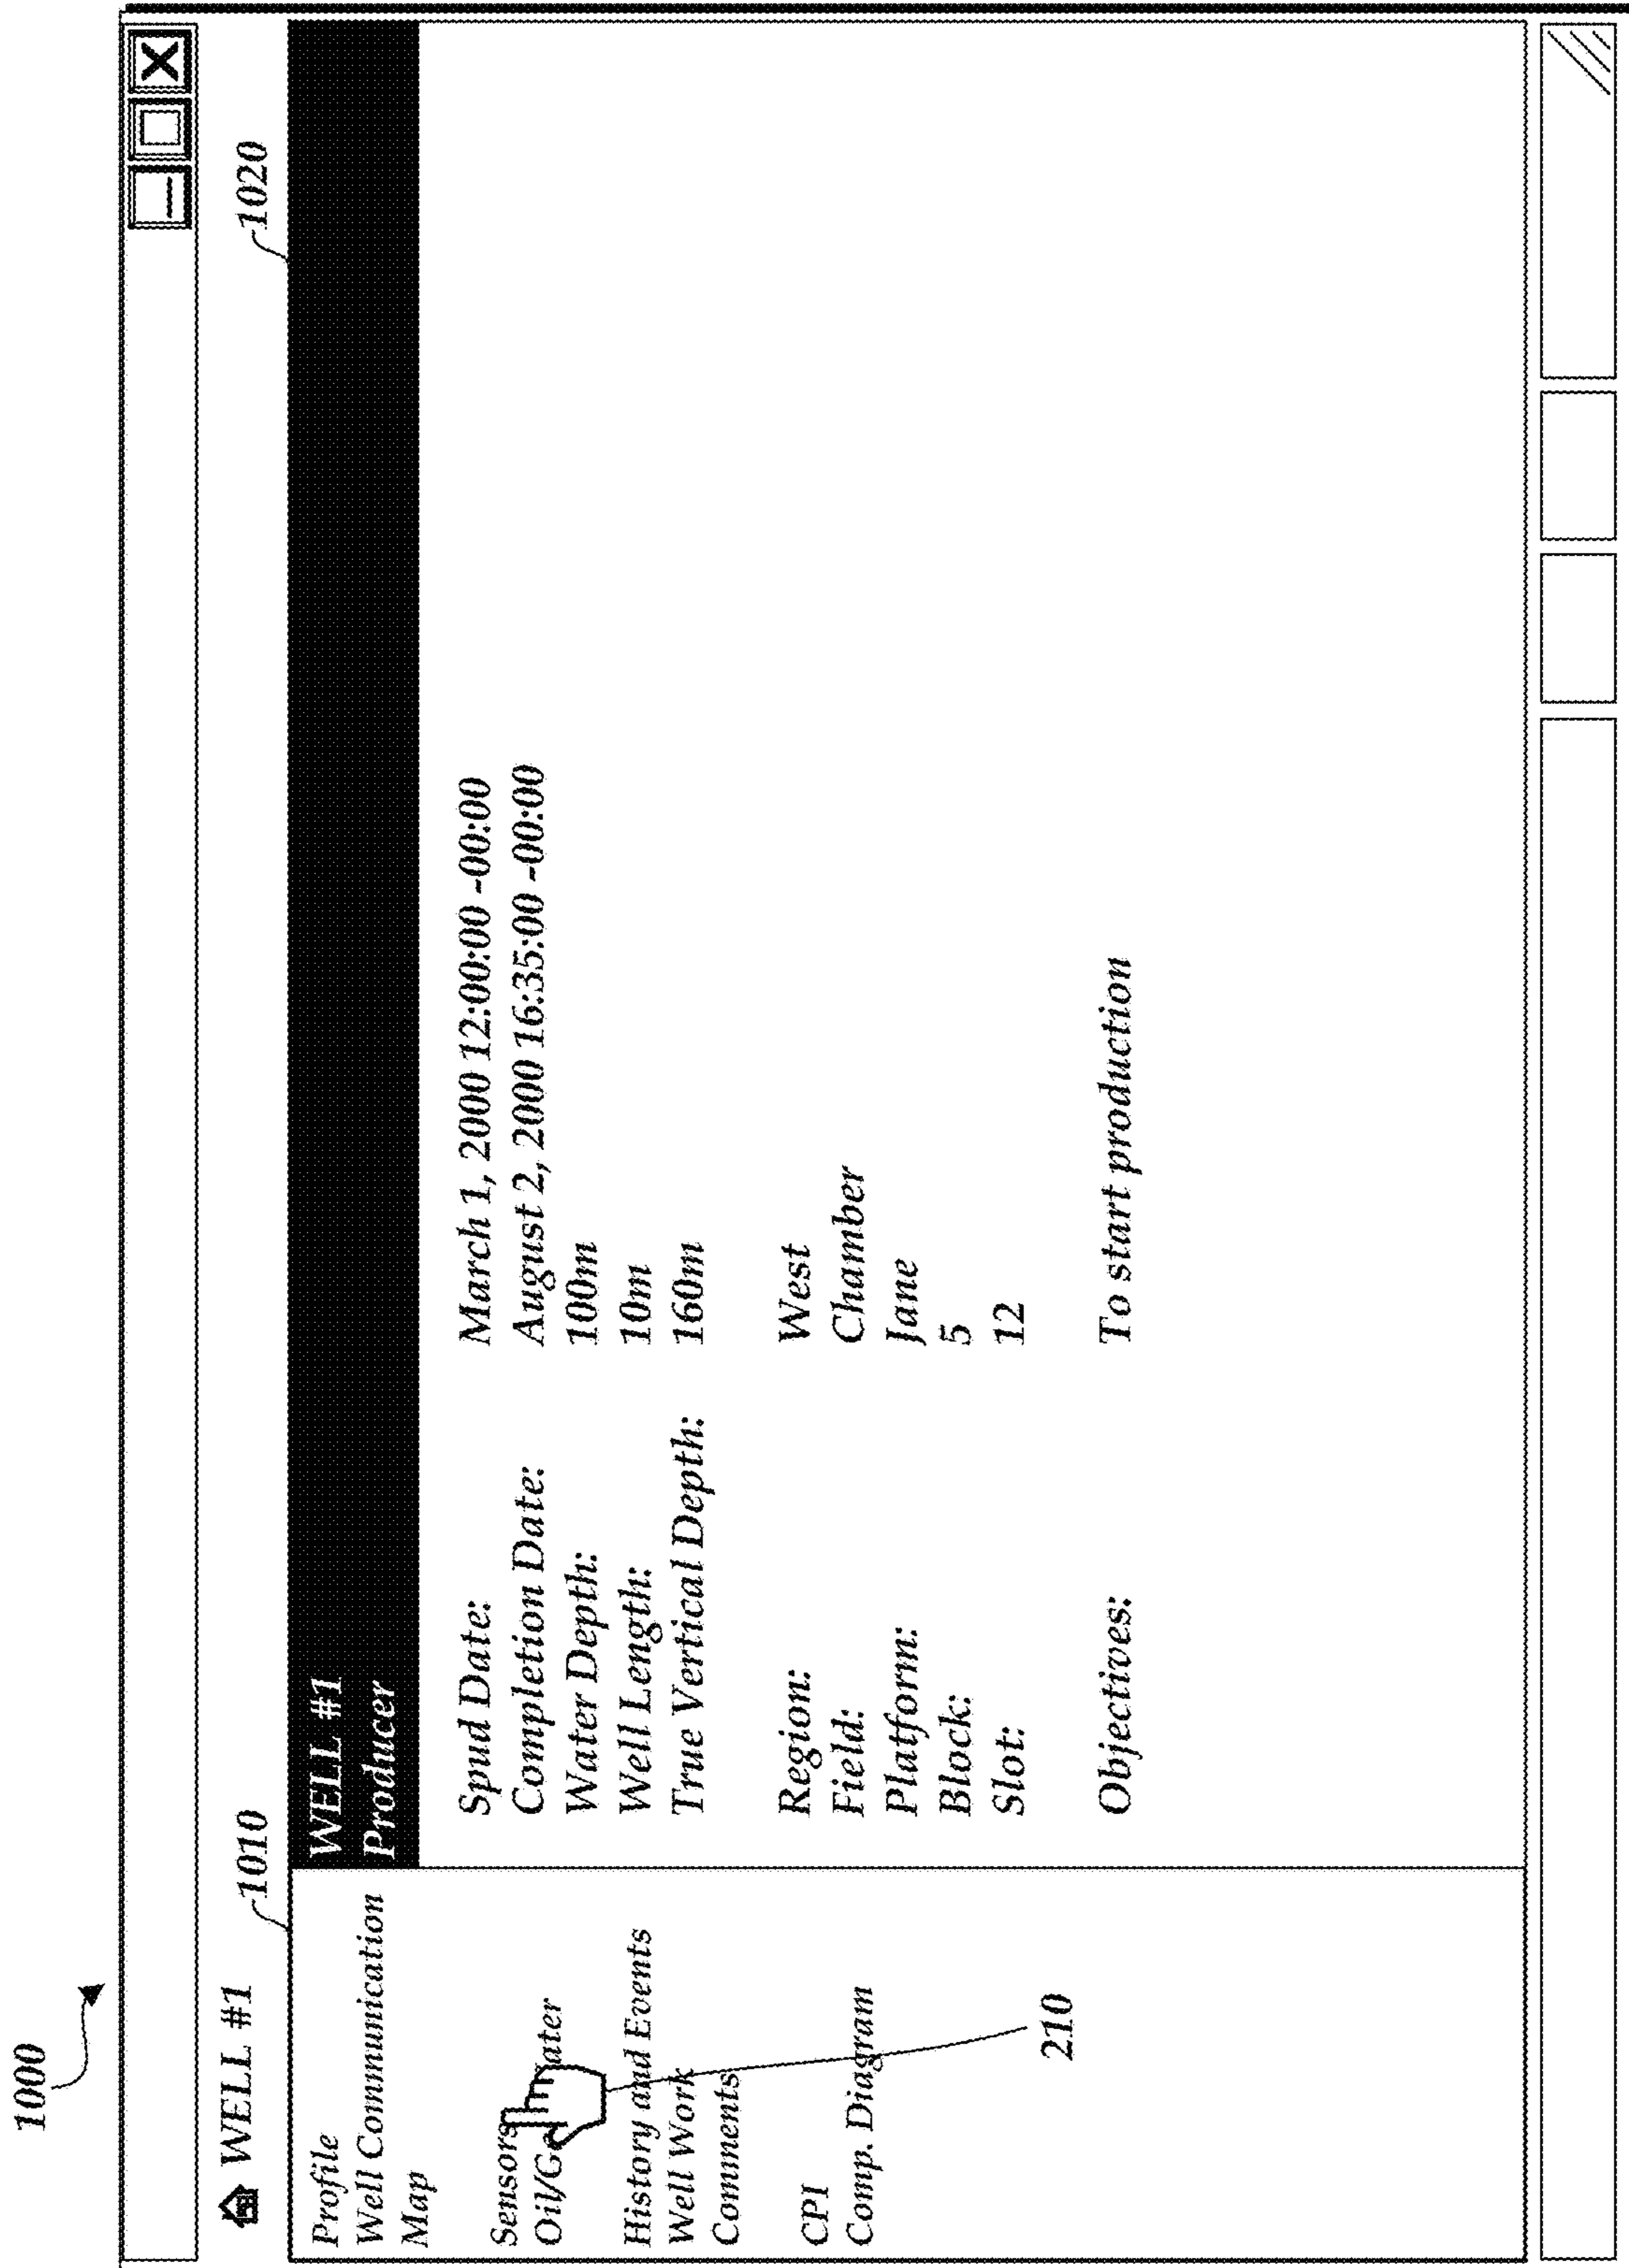 1000
WELL #1
1010
1020
Profile
Well Communication
Map
Sensors
History and Events
Well Work
Comments
CPI
Comp. Diagram
210
WELL #1
Producer
Spud Date: March 1, 2000 12:00:00 -00:00
Completion Date: August 2, 2000 16:35:00 -00:00
Water Depth: 100m
Well Length: 10m
True Vertical Depth: 160m
Region: West
Field: Chamber
Platform: Jane
Block: 5
Slot: 12
Objectives: To start production